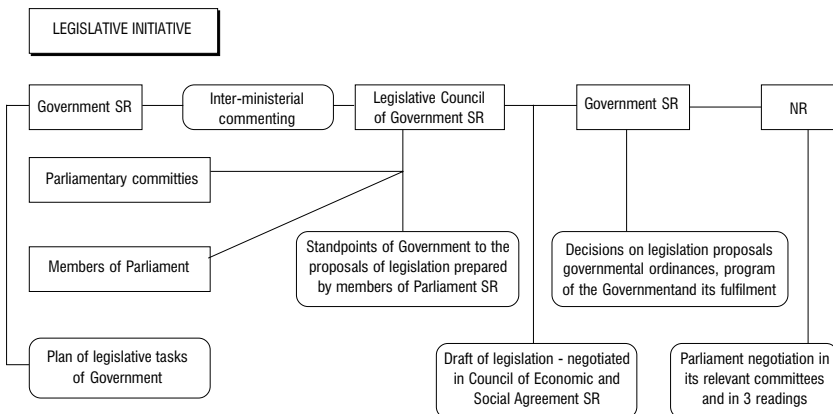 LEGISLATIVE INITIATIVE
Government SR
Inter-ministerial
commenting
Legislative Council
of Government SR
Government SR
NR
Parliamentary committees
Members of Parliament
Standpoints of Government to the
proposals of legislation prepared
by members of Parliament SR
Decisions on legislation proposals
governmental ordinances, program
of the Governmentand its fulfilment
Plan of legislative tasks
of Government
Draft of legislation - negotiated
in Council of Economic and
Social Agreement SR
Parliament negotiation in
its relevant committees
and in 3 readings